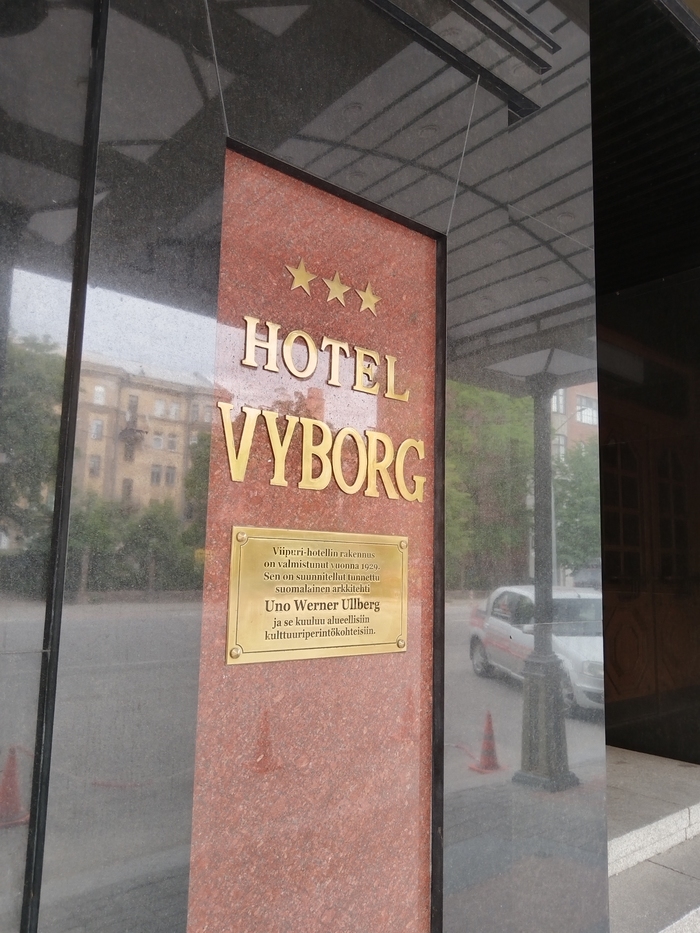 HOTEL
VYBORG
Viipuri-hotellin rakennus
on valmistunut vuonna 1929.
Sen on suunnitellut tunnettu
suomalainen arkkitehti
Uno Werner Ullberg
ja se kuuluu alueellisiin
kulttuuriperintökohteisiin.